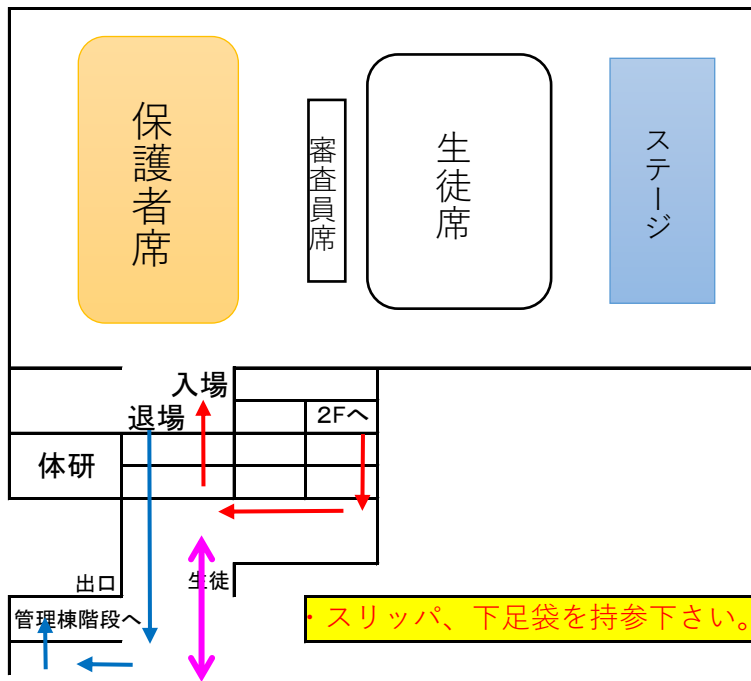 保護者席
審査員席
生徒席
ステージ
入場
退場
2Fへ
体研
出口
生徒
管理棟階段へ
・スリッパ、下足袋を持参下さい。